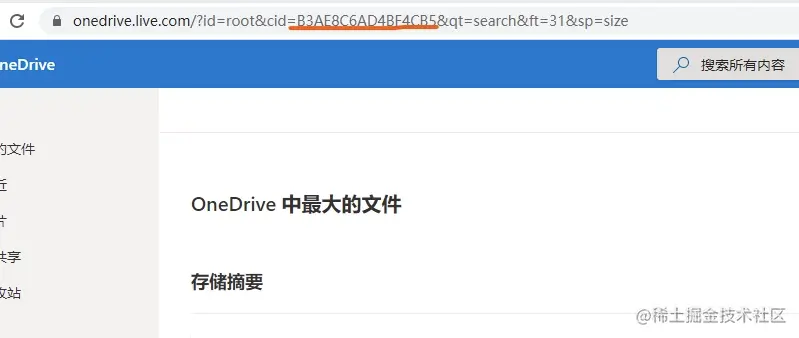 onedrive.live.com/?id=root&cid=B3AE8C6AD4BF4CB5&qt=search&ft=31&sp=size
neDrive
搜索所有内容
的文件
近
片
共享
收站
OneDrive 中最大的文件
存储摘要
@稀土掘金技术社区